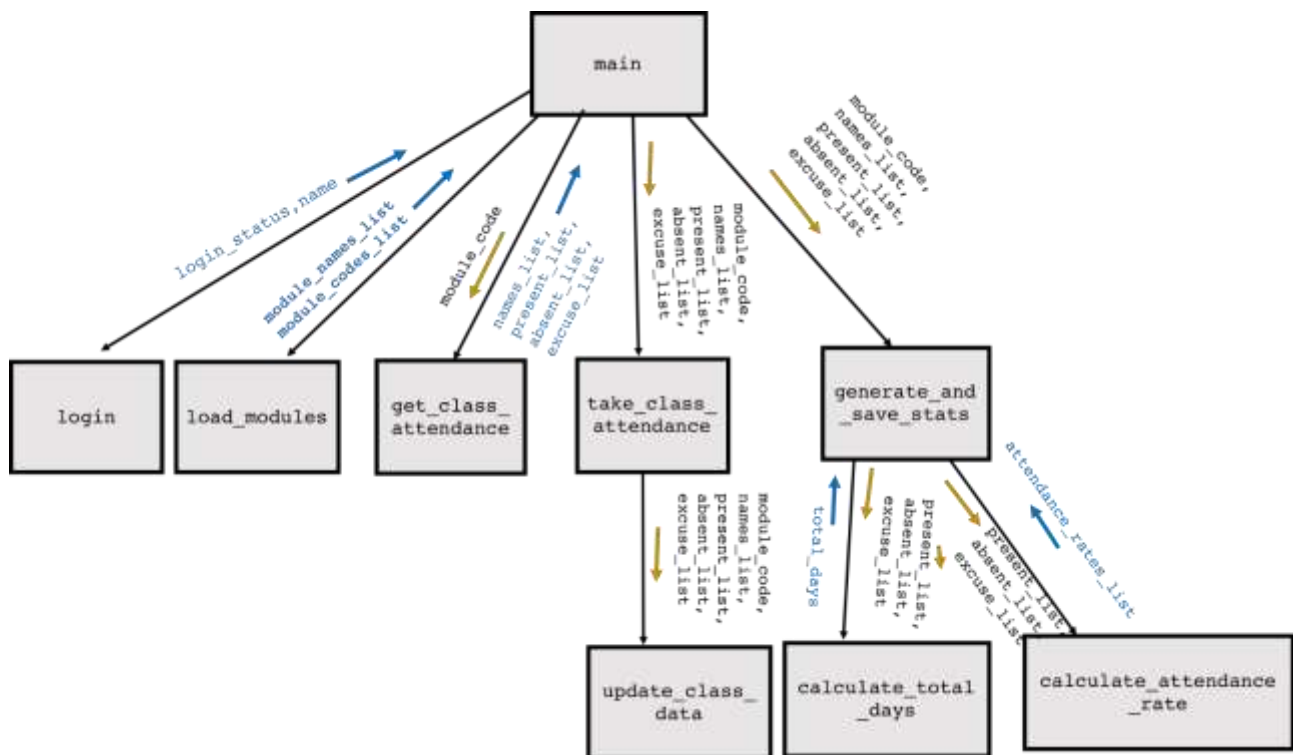 main
login_status,name
module_names_list
module_codes_list
module_code
names_list,
present_list,
absent_list,
excuse_list
module_code,
names_list,
present_list,
absent_list,
excuse_list
module_code,
names_list,
present_list,
absent_list,
excuse_list
login
load_modules
get_class_
attendance
take_class_
attendance
generate_and
_save_stats
module_code,
names_list,
present_list,
absent_list,
excuse_list
total_days
present_list,
absent_list,
excuse_list
present_list,
absent_list,
excuse_list
attendance_rates_list
update_class_
data
calculate_total
_days
calculate_attendance
_rate